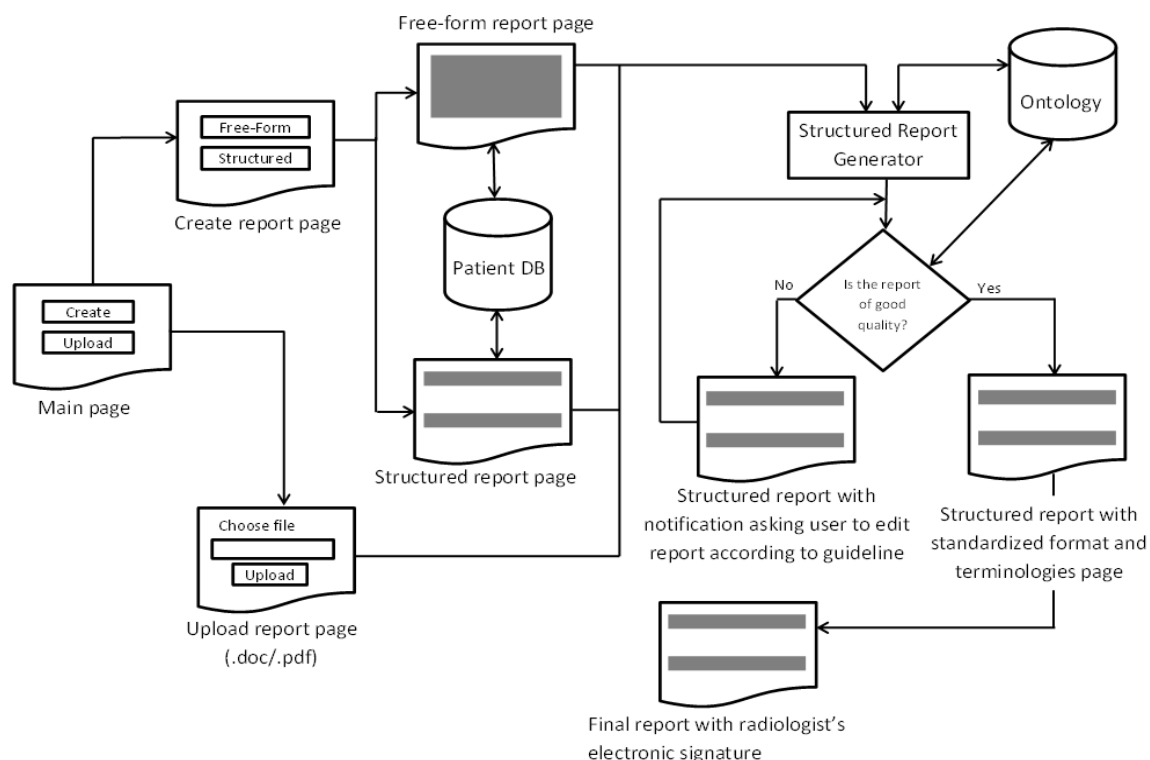 Free-form report page
Free-Form
Structured
Create report page
Patient DB
Structured Report
Generator
Ontology
Is the report
of good
quality?
No
Yes
Create
Upload
Main page
Structured report page
Choose file
Upload
Upload report page
(.doc/.pdf)
Structured report with
notification asking user to edit
report according to guideline
Structured report with
standardized format and
terminologies page
Final report with radiologist’s
electronic signature